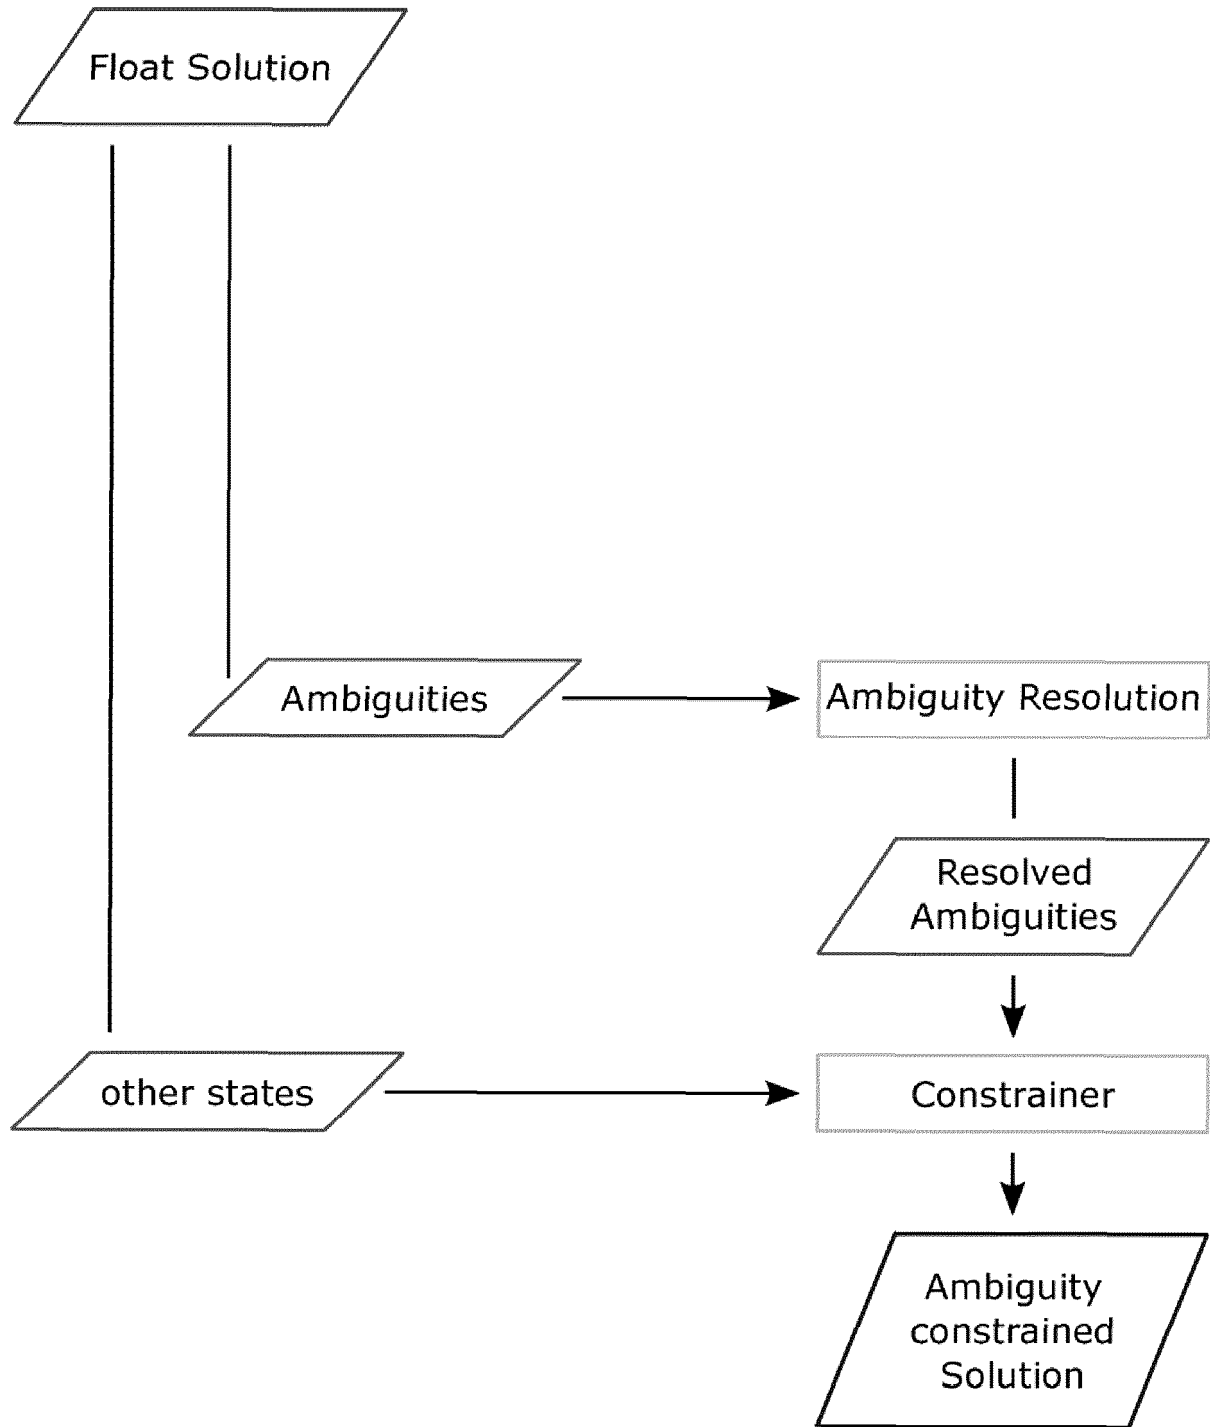 Float Solution
Ambiguities
Ambiguity Resolution
Resolved
Ambiguities
other states
Constrainer
Ambiguity
constrained
Solution